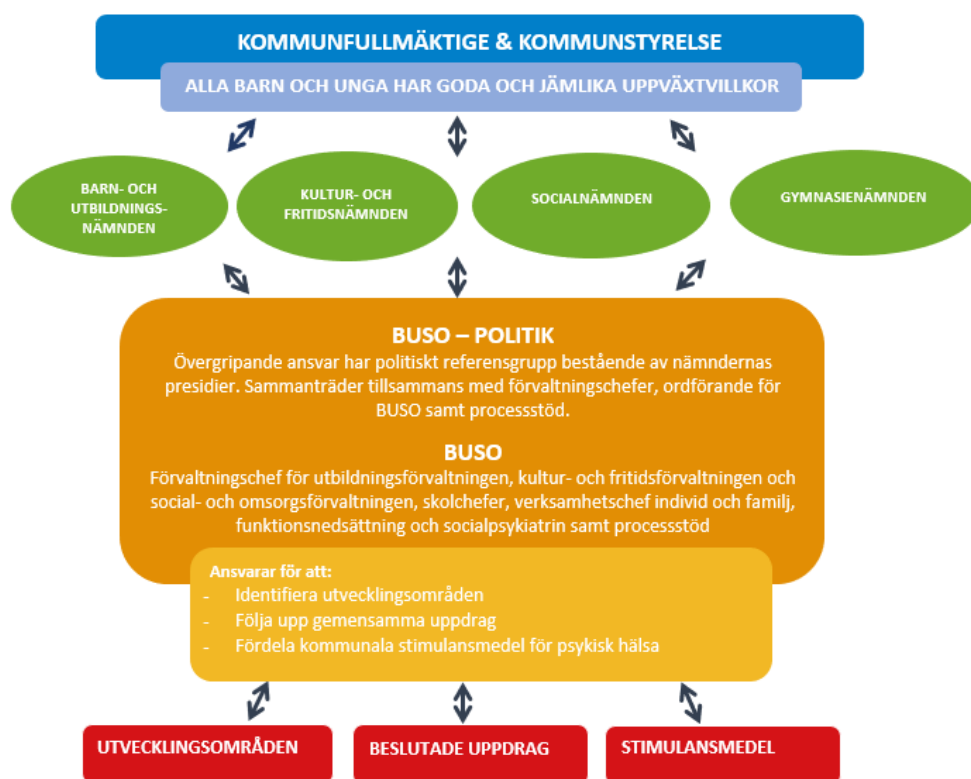 KOMMUNFULLMÄKTIGE & KOMMUNSTYRELSE
ALLA BARN OCH UNGA HAR GODA OCH JÄMLIKA UPPVÄXTVILLKOR
BARN- OCH
UTBILDNINGS-
NÄMNDEN
KULTUR- OCH
FRITIDSNÄMNDEN
SOCIALNÄMNDEN
GYMNASIENÄMNDEN
BUSO – POLITIK
Övergripande ansvar har politiskt referensgrupp bestående av nämndernas
presidier. Sammanträder tillsammans med förvaltningschefer, ordförande för
BUSO samt processstöd.
BUSO
Förvaltningschef för utbildningsförvaltningen, kultur- och fritidsförvaltningen och
social- och omsorgsförvaltningen, skolchefer, verksamhetschef individ och familj,
funktionsnedsättning och socialpsykiatrin samt processstöd
Ansvarar för att:
- Identifiera utvecklingsområden
- Följa upp gemensamma uppdrag
- Fördela kommunala stimulansmedel för psykisk hälsa
UTVECKLINGSOMRÅDEN
BESLUTADE UPPDRAG
STIMULANSMEDEL